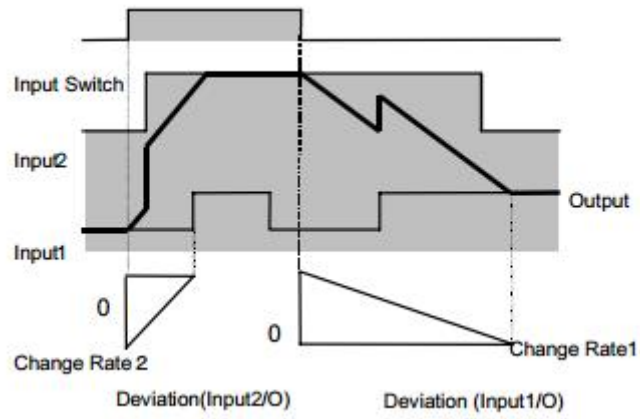 Input Switch
Input2
Output
Input1
0
0
Change Rate 2
Change Rate1
Deviation(Input2/O)
Deviation (Input1/O)